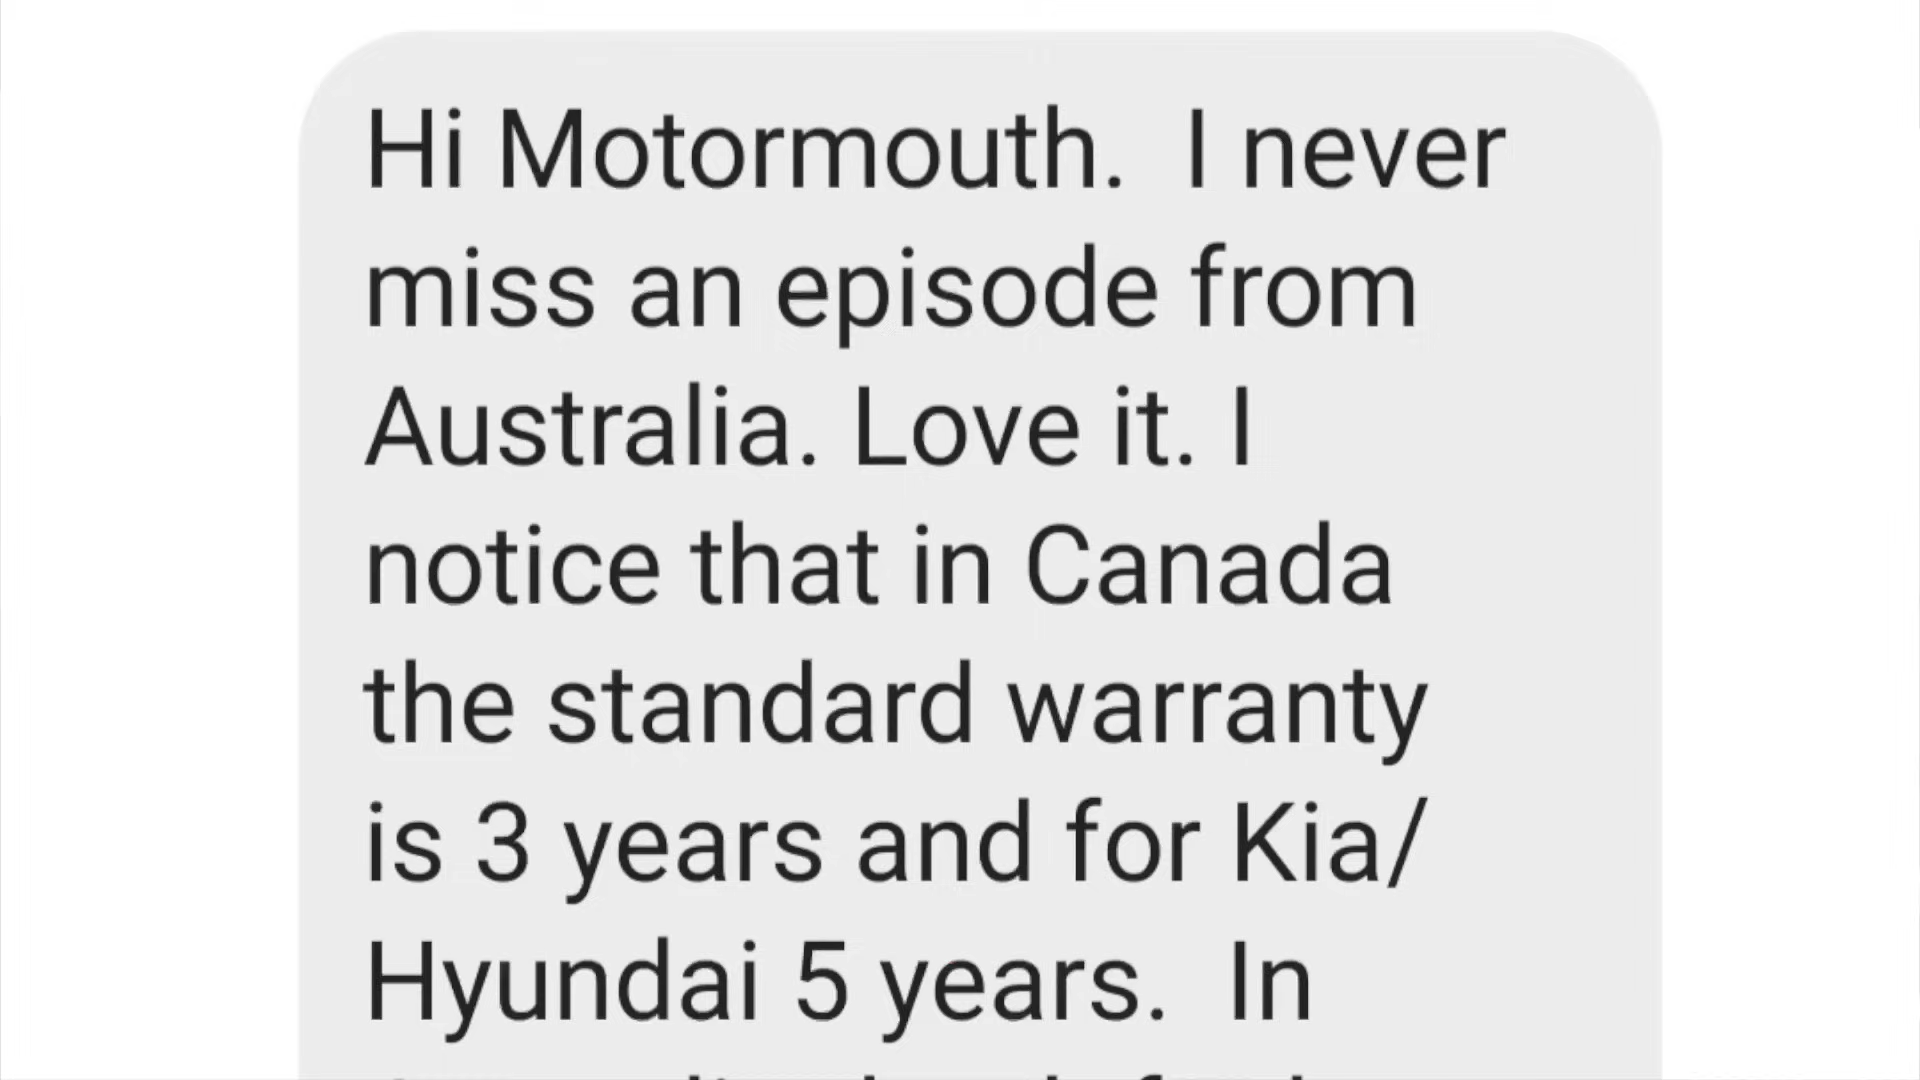 Hi Motormouth.  I never
miss an episode from
Australia. Love it. I
notice that in Canada
the standard warranty
is 3 years and for Kia/
Hyundai 5 years.  In